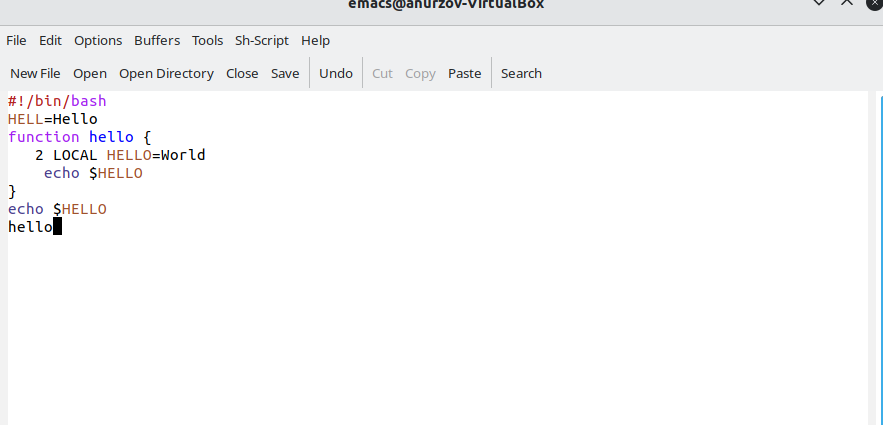 emacs@anurzov-VirtualBox
File Edit Options Buffers Tools Sh-Script Help
New File Open Open Directory Close Save Undo Cut Copy Paste Search
#!/bin/bash
HELL=Hello
function hello {
   2 LOCAL HELLO=World
    echo $HELLO
}
echo $HELLO
hello